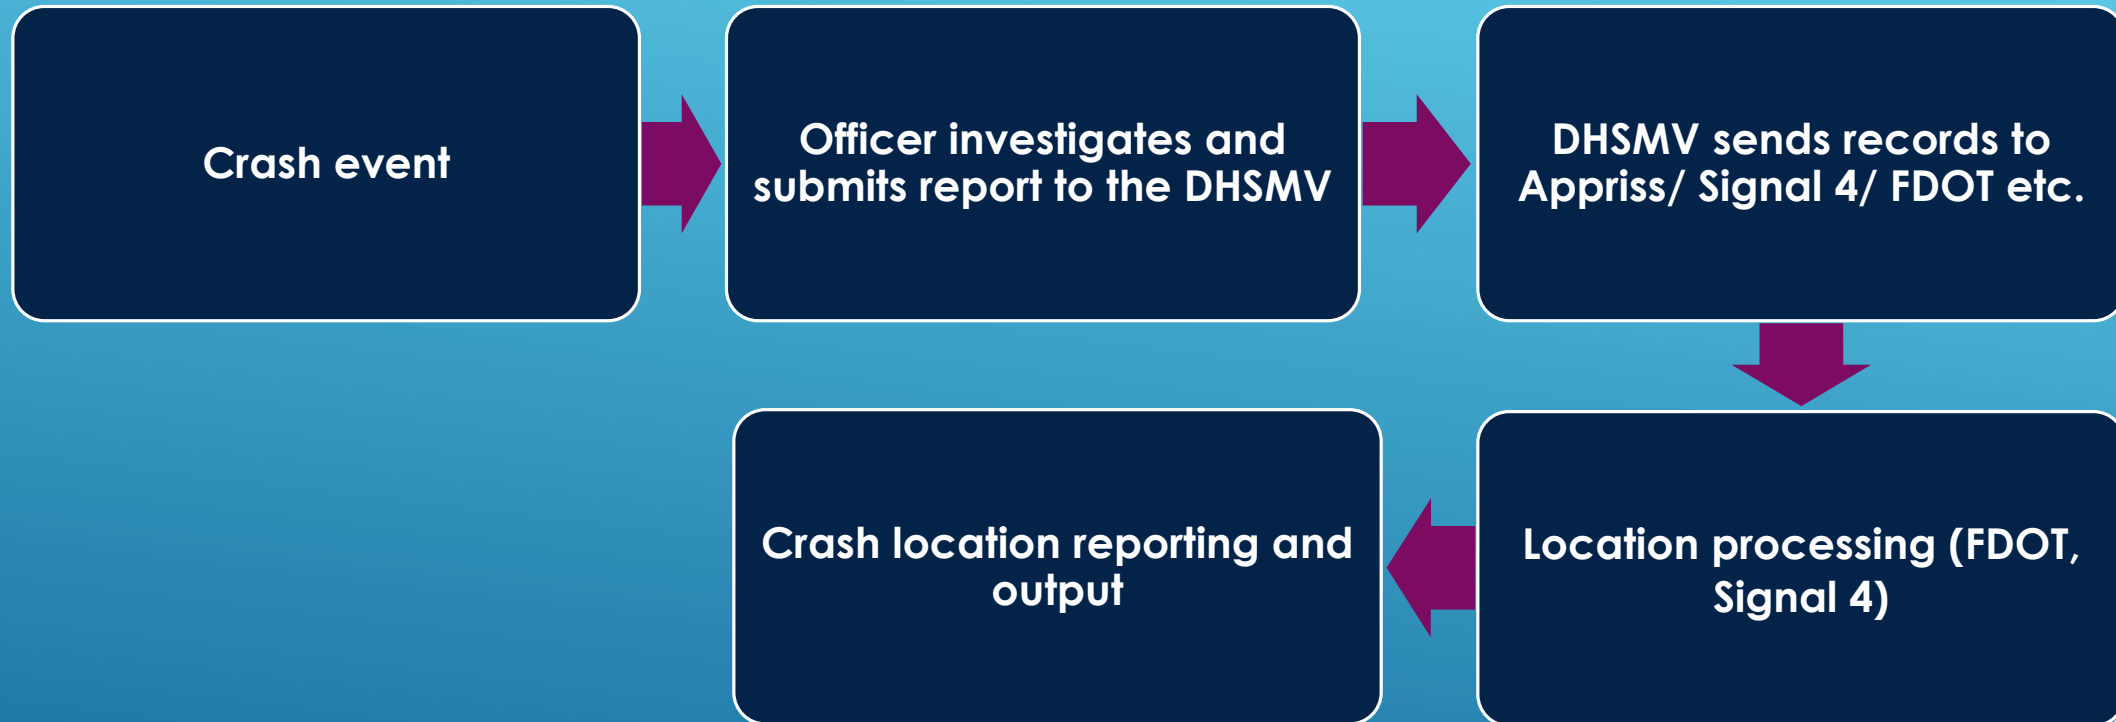 Crash event
Officer investigates and
submits report to the DHSMV
DHSMV sends records to
Appriss/ Signal 4/ FDOT etc.
Location processing (FDOT,
Signal 4)
Crash location reporting and
output